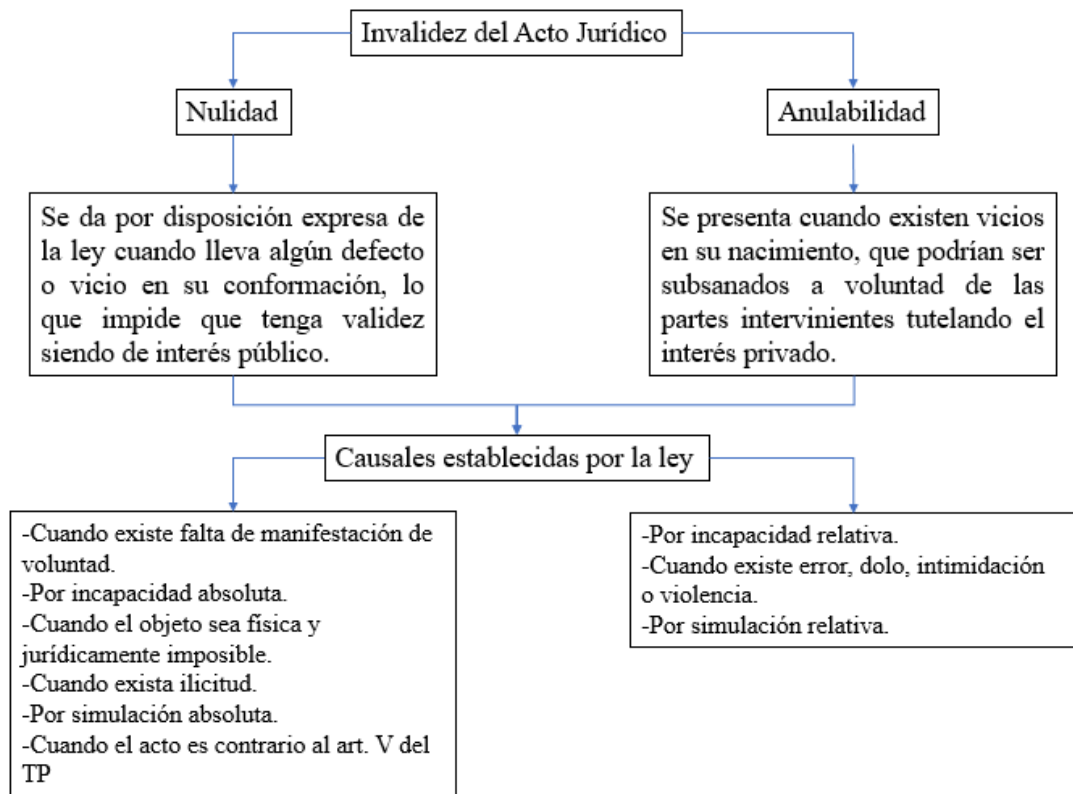 Invalidez del Acto Jurídico
Nulidad
Anulabilidad
Se da por disposición expresa de
la ley cuando lleva algún defecto
o vicio en su conformación, lo
que impide que tenga validez
siendo de interés público.
Se presenta cuando existen vicios
en su nacimiento, que podrían ser
subsanados a voluntad de las
partes intervinientes tutelando el
interés privado.
Causales establecidas por la ley
-Cuando existe falta de manifestación de
voluntad.
-Por incapacidad absoluta.
-Cuando el objeto sea física y
jurídicamente imposible.
-Cuando exista ilicitud.
-Por simulación absoluta.
-Cuando el acto es contrario al art. V del
TP
-Por incapacidad relativa.
-Cuando existe error, dolo, intimidación
o violencia.
-Por simulación relativa.